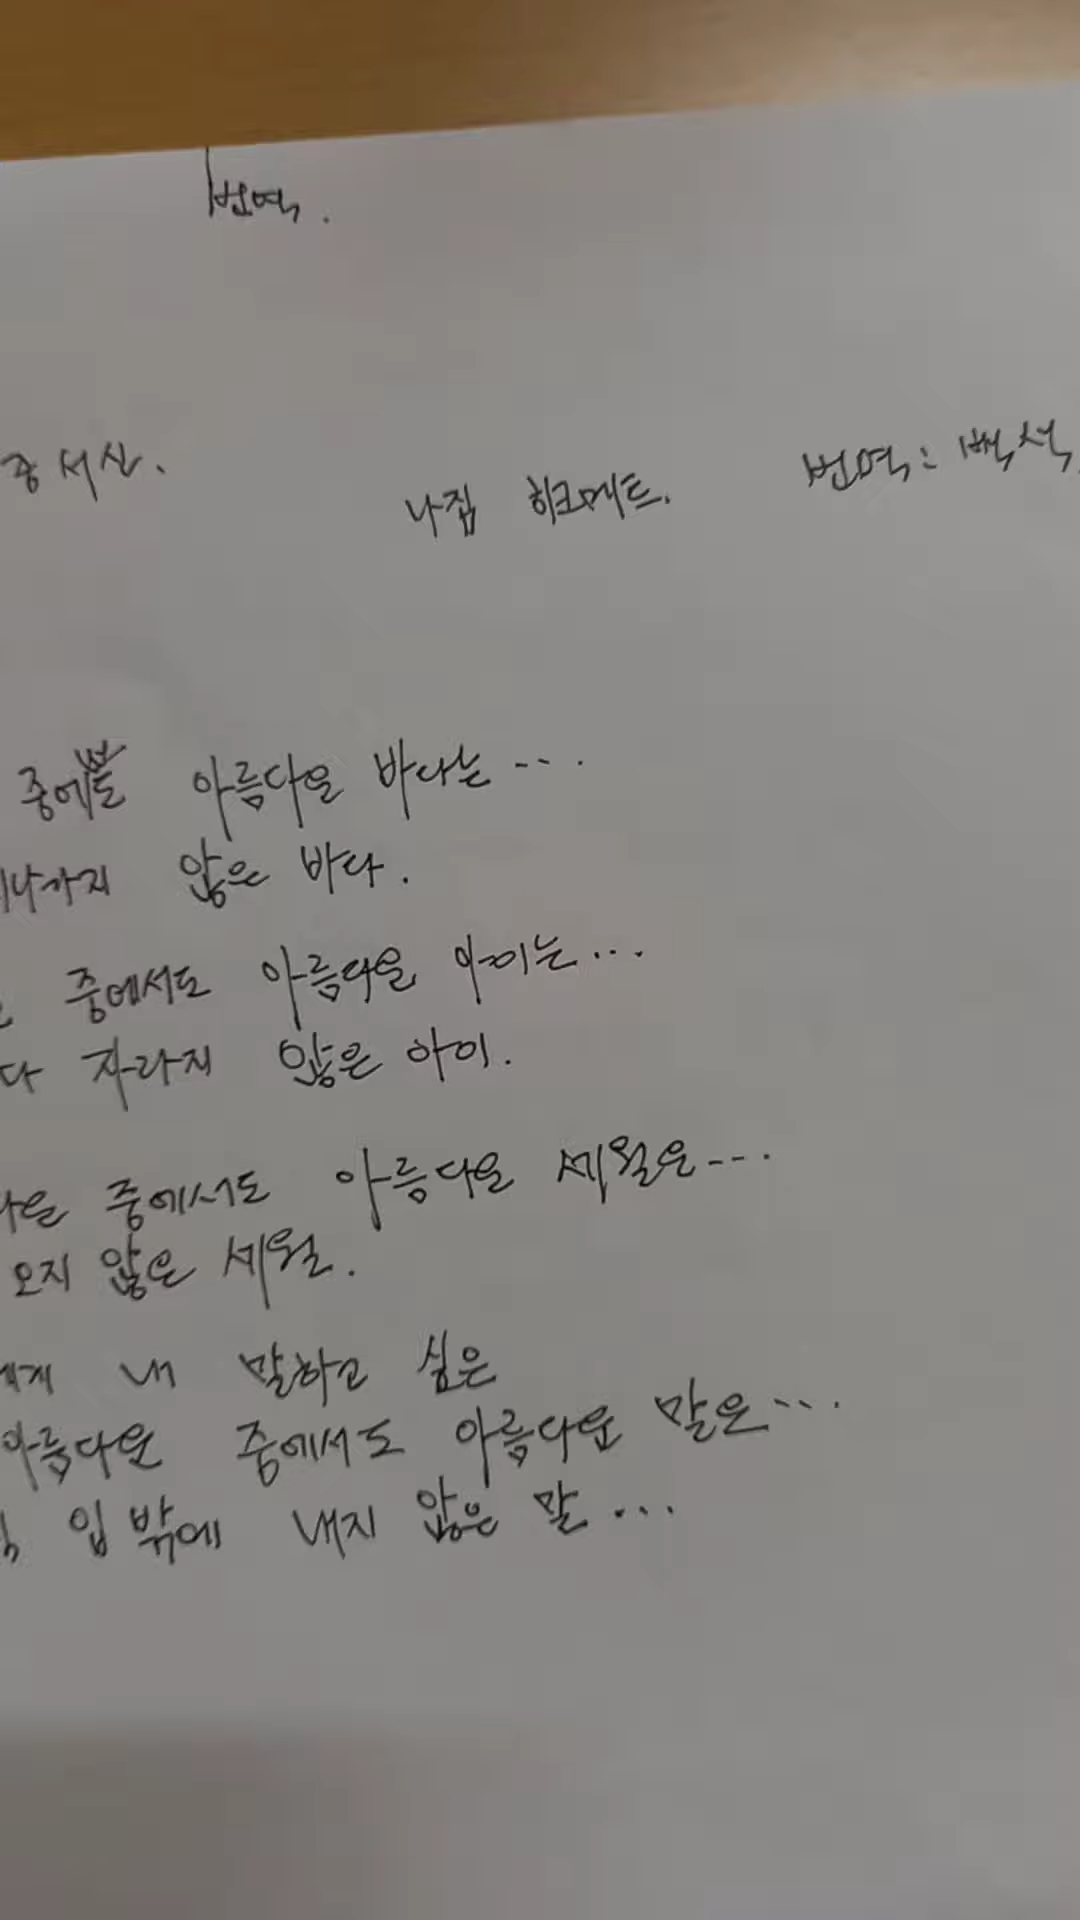 번역.
중서산.
나집 히크메트. 번역: 백석
중에 아름다운 바다는...
나가지 않은 바다.
중에서도 아름다운 아이는...
다 자라지 않은 아이.
중에서도 아름다운 세월은...
오지 않은 세월.
에게 내 말하고 싶은
아름다운 중에서도 아름다운 말은...
입 밖에 내지 않은 말...